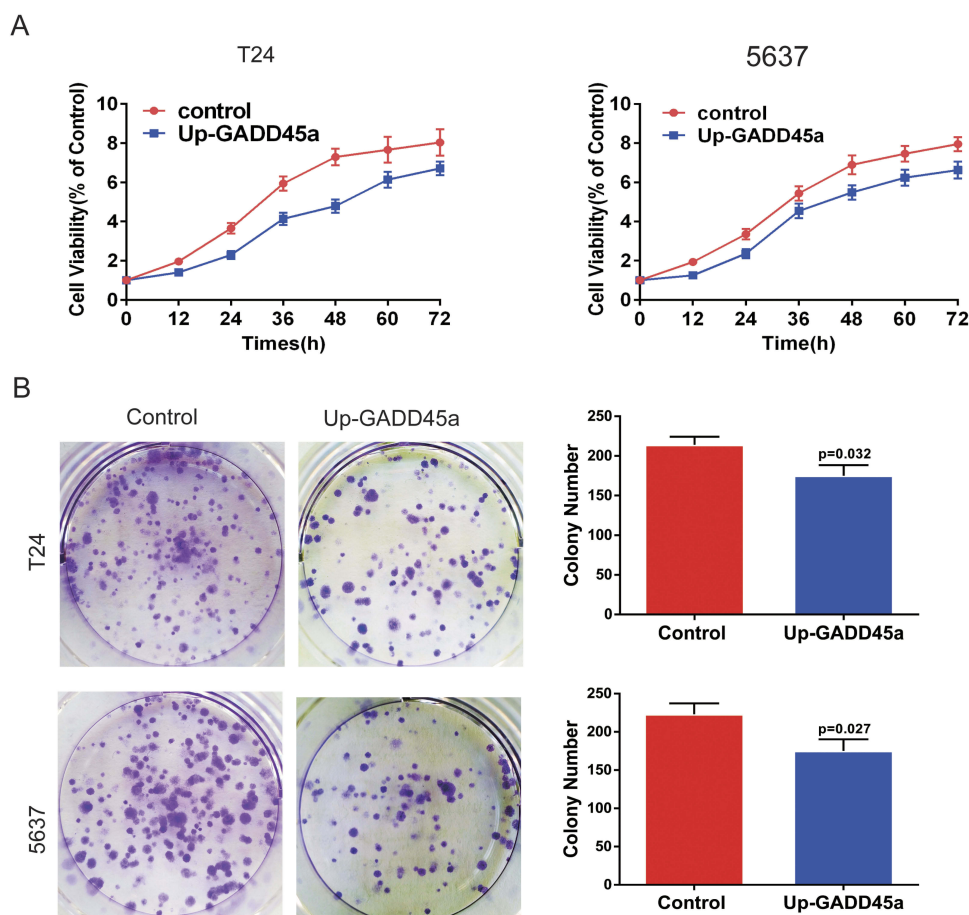 A
T24
control
Up-GADD45a
Cell Viability(% of Control)
10
8
6
4
2
0
0 12 24 36 48 60 72
Times(h)
5637
control
Up-GADD45a
Cell Viability(% of Control)
10
8
6
4
2
0
0 12 24 36 48 60 72
Time(h)
B
Control
Up-GADD45a
T24
5637
Colony Number
250
200
150
100
50
0
p=0.032
Control Up-GADD45a
Colony Number
250
200
150
100
50
0
p=0.027
Control Up-GADD45a